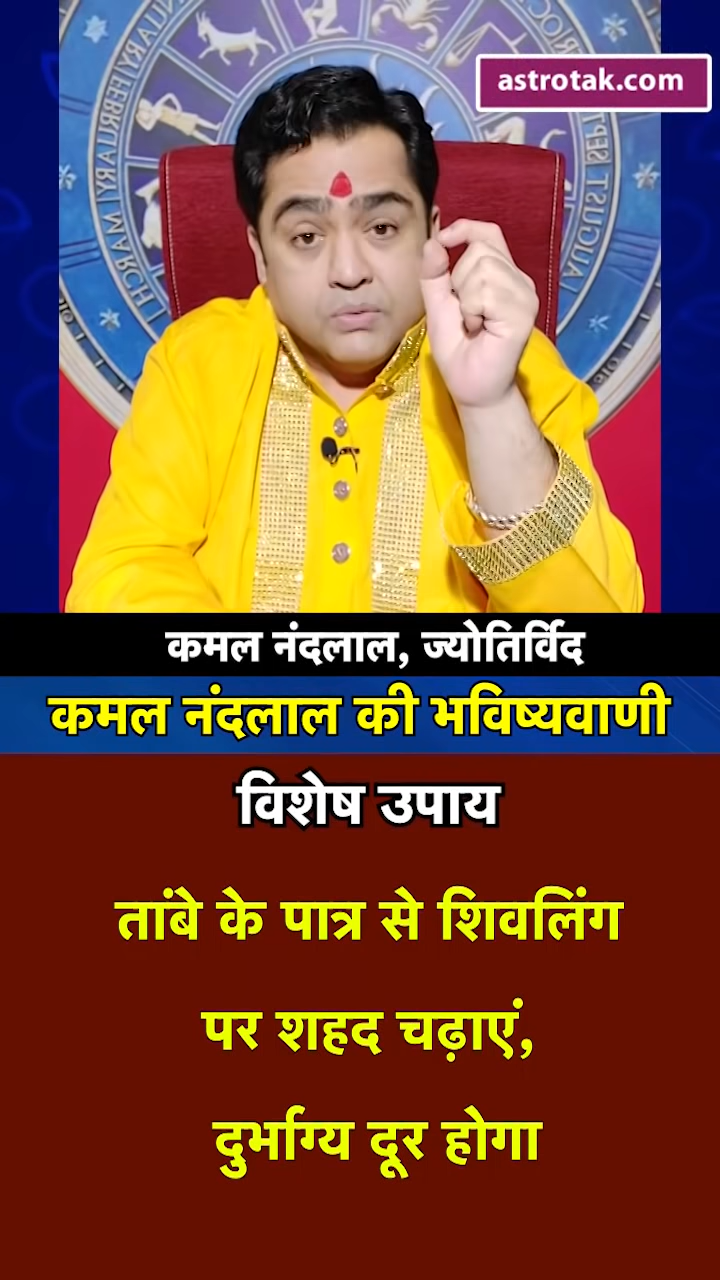 astrotak.com
कमल नंदलाल, ज्योतिर्विद
कमल नंदलाल की भविष्यवाणी
विशेष उपाय
तांबे के पात्र से शिवलिंग
पर शहद चढ़ाएं,
दुर्भाग्य दूर होगा